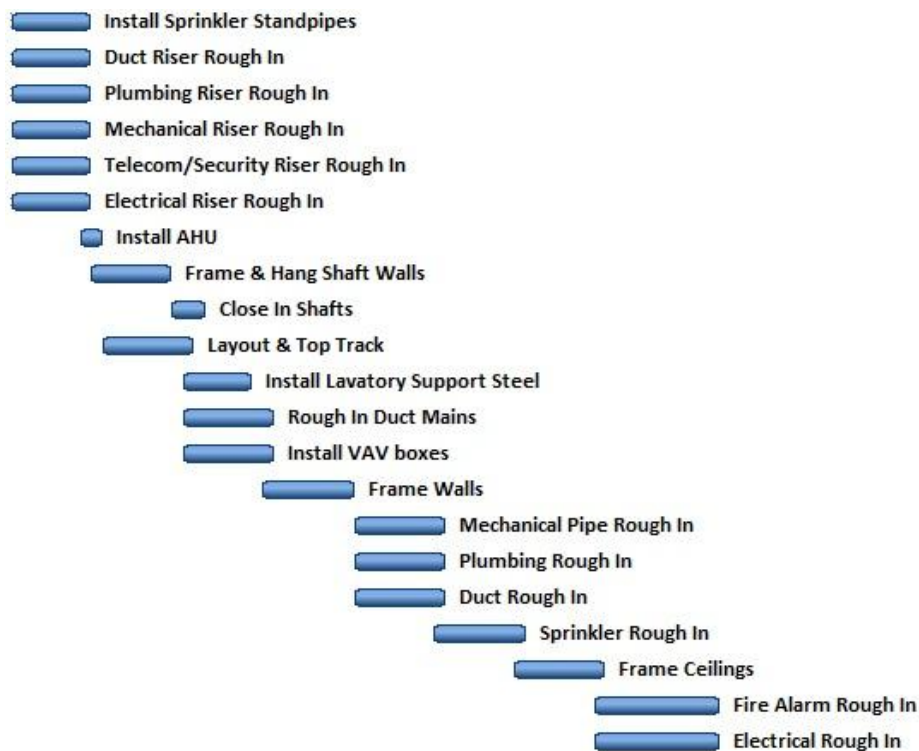 Install Sprinkler Standpipes
Duct Riser Rough In
Plumbing Riser Rough In
Mechanical Riser Rough In
Telecom/Security Riser Rough In
Electrical Riser Rough In
Install AHU
Frame & Hang Shaft Walls
Close In Shafts
Layout & Top Track
Install Lavatory Support Steel
Rough In Duct Mains
Install VAV boxes
Frame Walls
Mechanical Pipe Rough In
Plumbing Rough In
Duct Rough In
Sprinkler Rough In
Frame Ceilings
Fire Alarm Rough In
Electrical Rough In